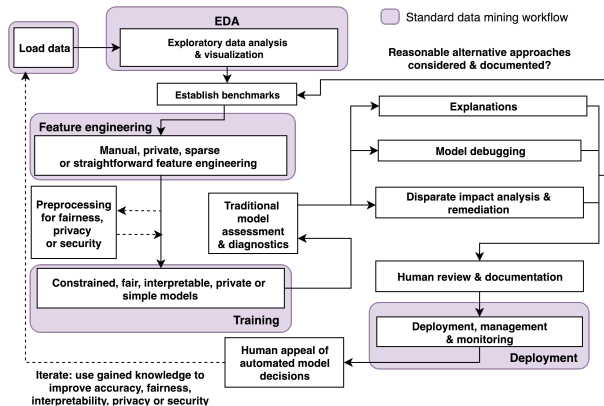 EDA
Standard data mining workflow
Load data
Exploratory data analysis
& visualization
Reasonable alternative approaches
considered & documented?
Establish benchmarks
Explanations
Feature engineering
Manual, private, sparse
or straightforward feature engineering
Model debugging
Preprocessing
for fairness,
privacy
or security
Traditional
model
assessment
& diagnostics
Disparate impact analysis &
remediation
Constrained, fair, interpretable, private or
simple models
Training
Human review & documentation
Deployment, management
& monitoring
Deployment
Human appeal of
automated model
decisions
Iterate: use gained knowledge to
improve accuracy, fairness,
interpretability, privacy or security